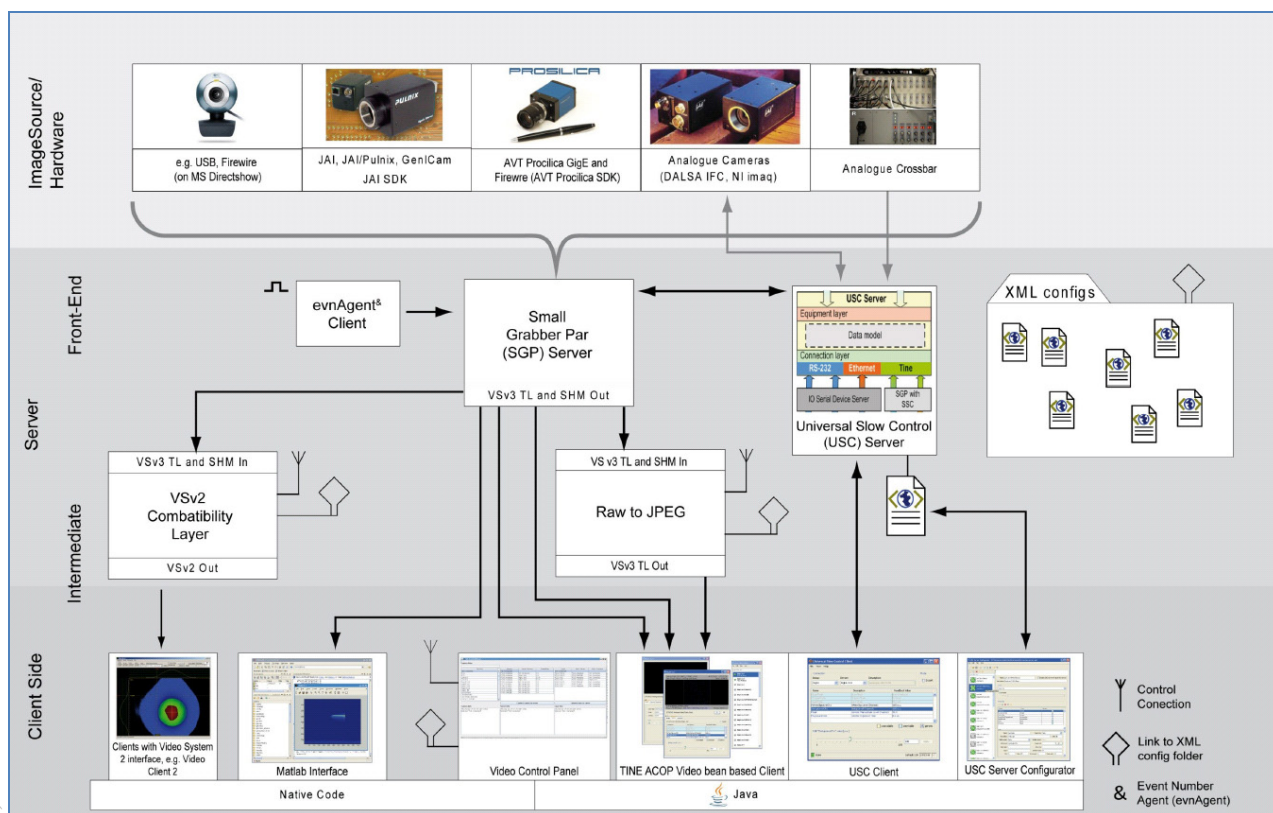 ImageSource/
Hardware
PROSILICA
PULNIX
e.g. USB, Firewire
(on MS Directshow)
JAI, JAI/Pulnix, GenICam
JAI SDK
AVT Procilica GigE and
Firewre (AVT Procilica SDK)
Analogue Cameras
(DALSA IFC, NI imaq)
Analogue Crossbar
Server
Front-End
evnAgent&
Client
Small
Grabber Par
(SGP) Server
VSv3 TL and SHM Out
USC Server
Equipment layer
Data model
Connection layer
RS-232
Ethernet
Tine
IO Serial Device Server
SGP with
SSC
Universal Slow Control
(USC) Server
XML configs
Intermediate
VSv3 TL and SHM In
VSv2
Combatibility
Layer
VSv2 Out
VS v3 TL and SHM In
Raw to JPEG
VSv3 TL Out
Client Side
Clients with Video System
2 interface, e.g. Video
Client 2
Matlab Interface
Video Control Panel
TINE ACOP Video bean based Client
USC Client
USC Server Configurator
Native Code
Java
Control
Conection
Link to XML
config folder
&
Event Number
Agent (evnAgent)